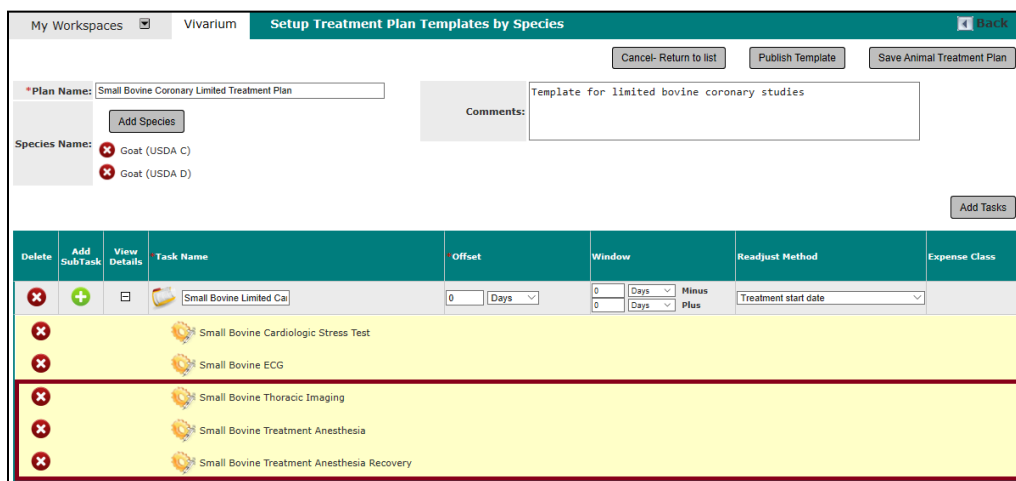 My Workspaces Vivarium Setup Treatment Plan Templates by Species Back
Cancel- Return to list Publish Template Save Animal Treatment Plan
*Plan Name: Small Bovine Coronary Limited Treatment Plan
Comments: Template for limited bovine coronary studies
Add Species
Species Name:
Goat (USDA C)
Goat (USDA D)
Add Tasks
Delete Add SubTask View Details *Task Name *Offset Window Readjust Method Expense Class
Small Bovine Limited Car 0 Days 0 Days Minus Treatment start date
0 Days Plus
Small Bovine Cardiologic Stress Test
Small Bovine ECG
Small Bovine Thoracic Imaging
Small Bovine Treatment Anesthesia
Small Bovine Treatment Anesthesia Recovery